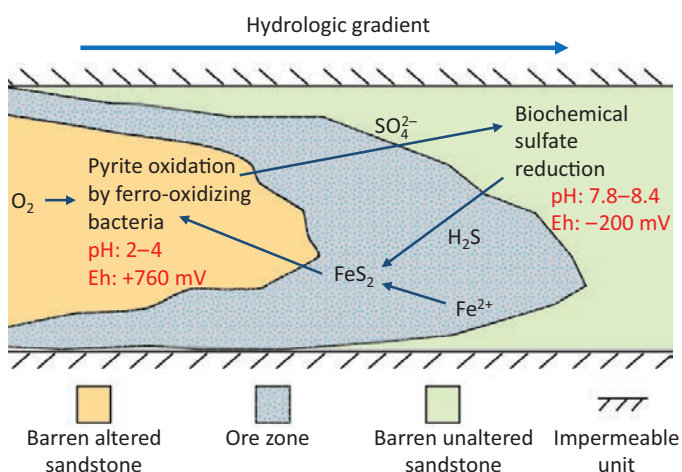 Hydrologic gradient
SO₄²⁻
Biochemical
sulfate
reduction
pH: 7.8–8.4
Eh: −200 mV
Pyrite oxidation
by ferro-oxidizing
bacteria
pH: 2–4
Eh: +760 mV
O₂
H₂S
FeS₂
Fe²⁺
Barren altered
sandstone
Ore zone
Barren unaltered
sandstone
Impermeable
unit